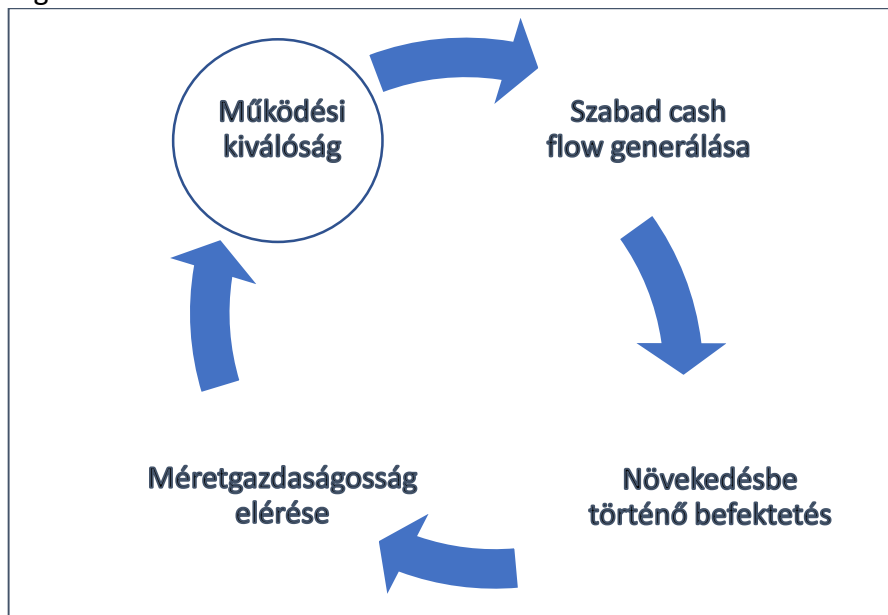 Működési
kiválóság
Szabad cash
flow generálása
Növekedésbe
történő befektetés
Méretgazdaságosság
elérése